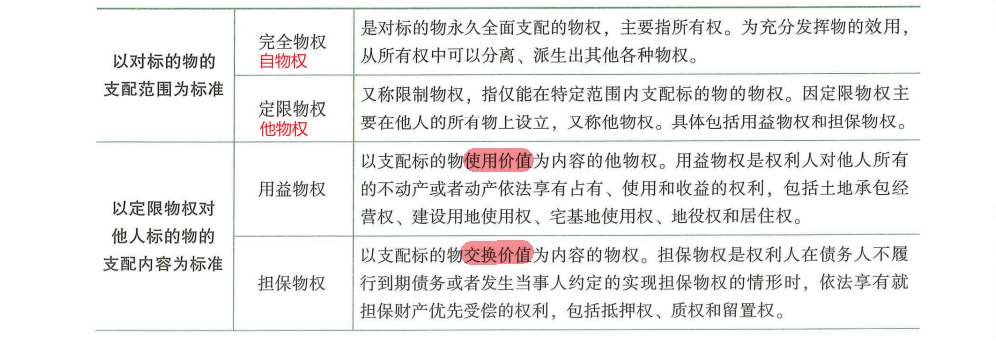 以对标的物的
支配范围为标准
完全物权
自物权
是对标的物永久全面支配的物权，主要指所有权。为充分发挥物的效用，
从所有权中可以分离、派生出其他各种物权。
定限物权
他物权
又称限制物权，指仅能在特定范围内支配标的物的物权。因定限物权主
要在他人的所有物上设立，又称他物权。具体包括用益物权和担保物权。
以定限物权对
他人标的物的
支配内容为标准
用益物权
以支配标的物使用价值为内容的他物权。用益物权是权利人对他人所有
的不动产或者动产依法享有占有、使用和收益的权利，包括土地承包经
营权、建设用地使用权、宅基地使用权、地役权和居住权。
担保物权
以支配标的物交换价值为内容的物权。担保物权是权利人在债务人不履
行到期债务或者发生当事人约定的实现担保物权的情形时，依法享有就
担保财产优先受偿的权利，包括抵押权、质权和留置权。